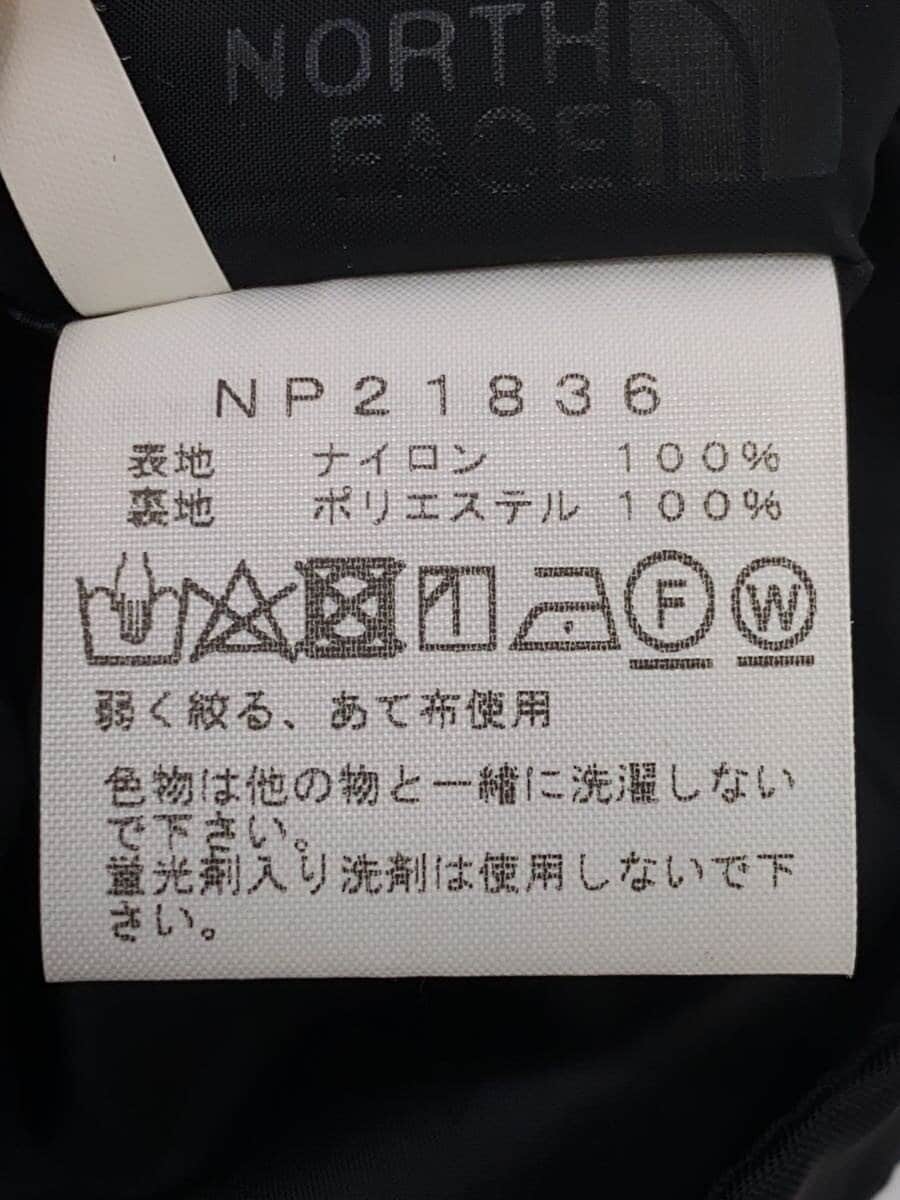 NORTH
FACE
NP21836
表地 ナイロン 100%
裏地 ポリエステル 100%
F W
弱く絞る、あて布使用
色物は他の物と一緒に洗濯しない
で下さい。
蛍光剤入り洗剤は使用しないで下
さい。